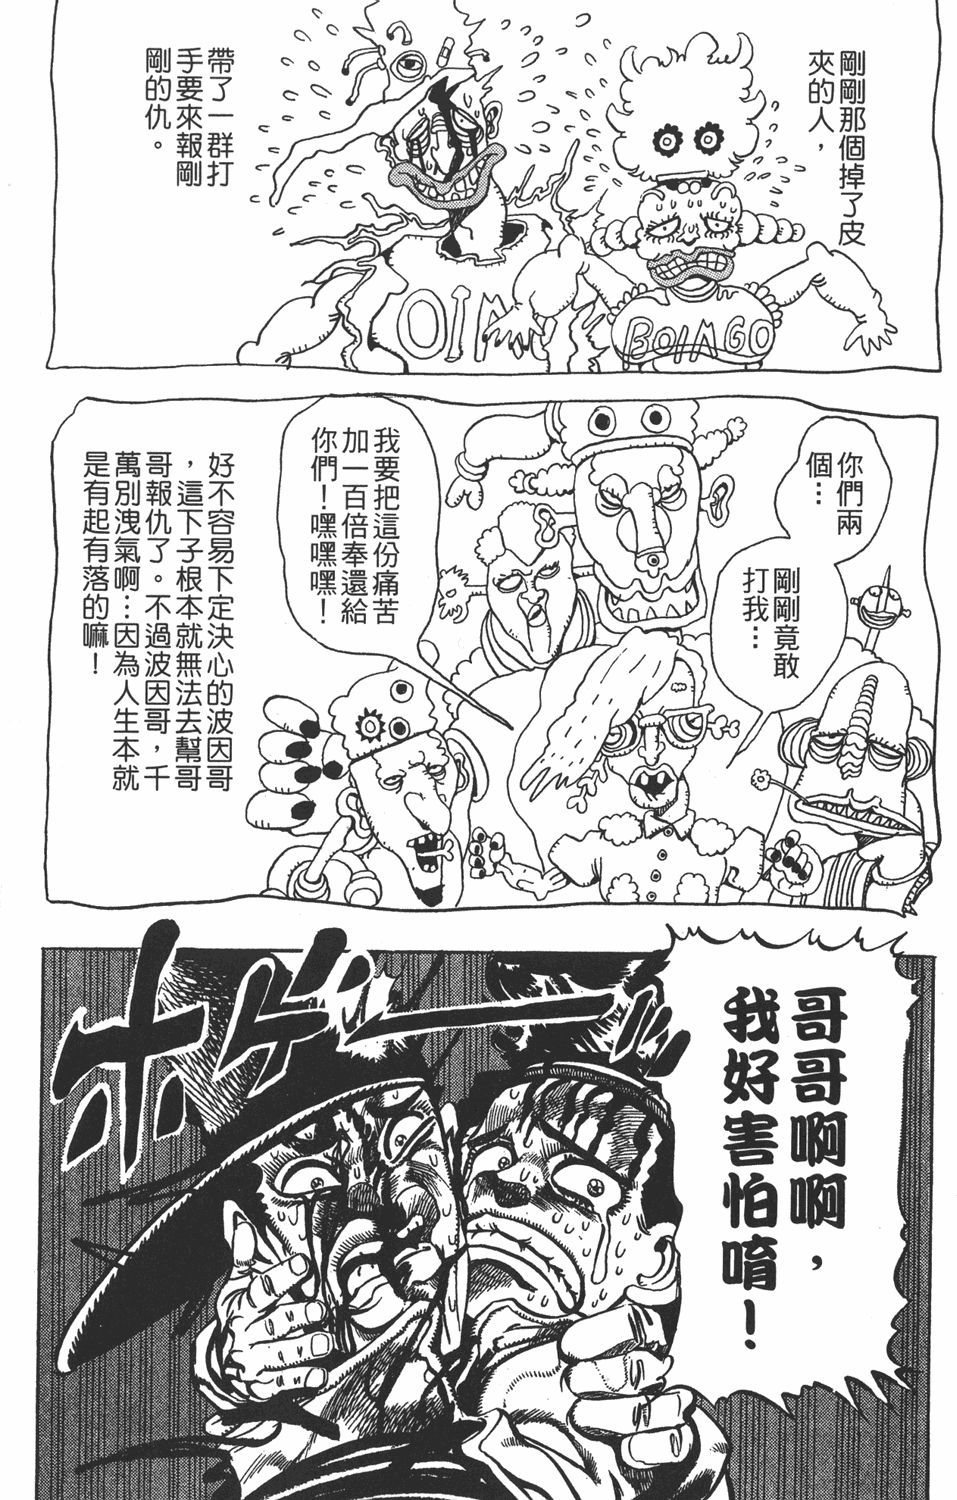 剛剛那個掉了皮
夾的人，
帶了一群打
手要來報剛
剛的仇。
OIN
BOINGO
你們兩
個…
剛剛竟敢
打我…
我要把這份痛苦
加一百倍奉還給
你們！嘿嘿嘿！
好不容易下定決心的波因哥
，這下子根本就無法去幫哥
哥報仇了。不過波因哥，千
萬別洩氣啊…因為人生本就
是有起有落的嘛！
哥哥啊啊，
我好害怕唷！
ホゲー